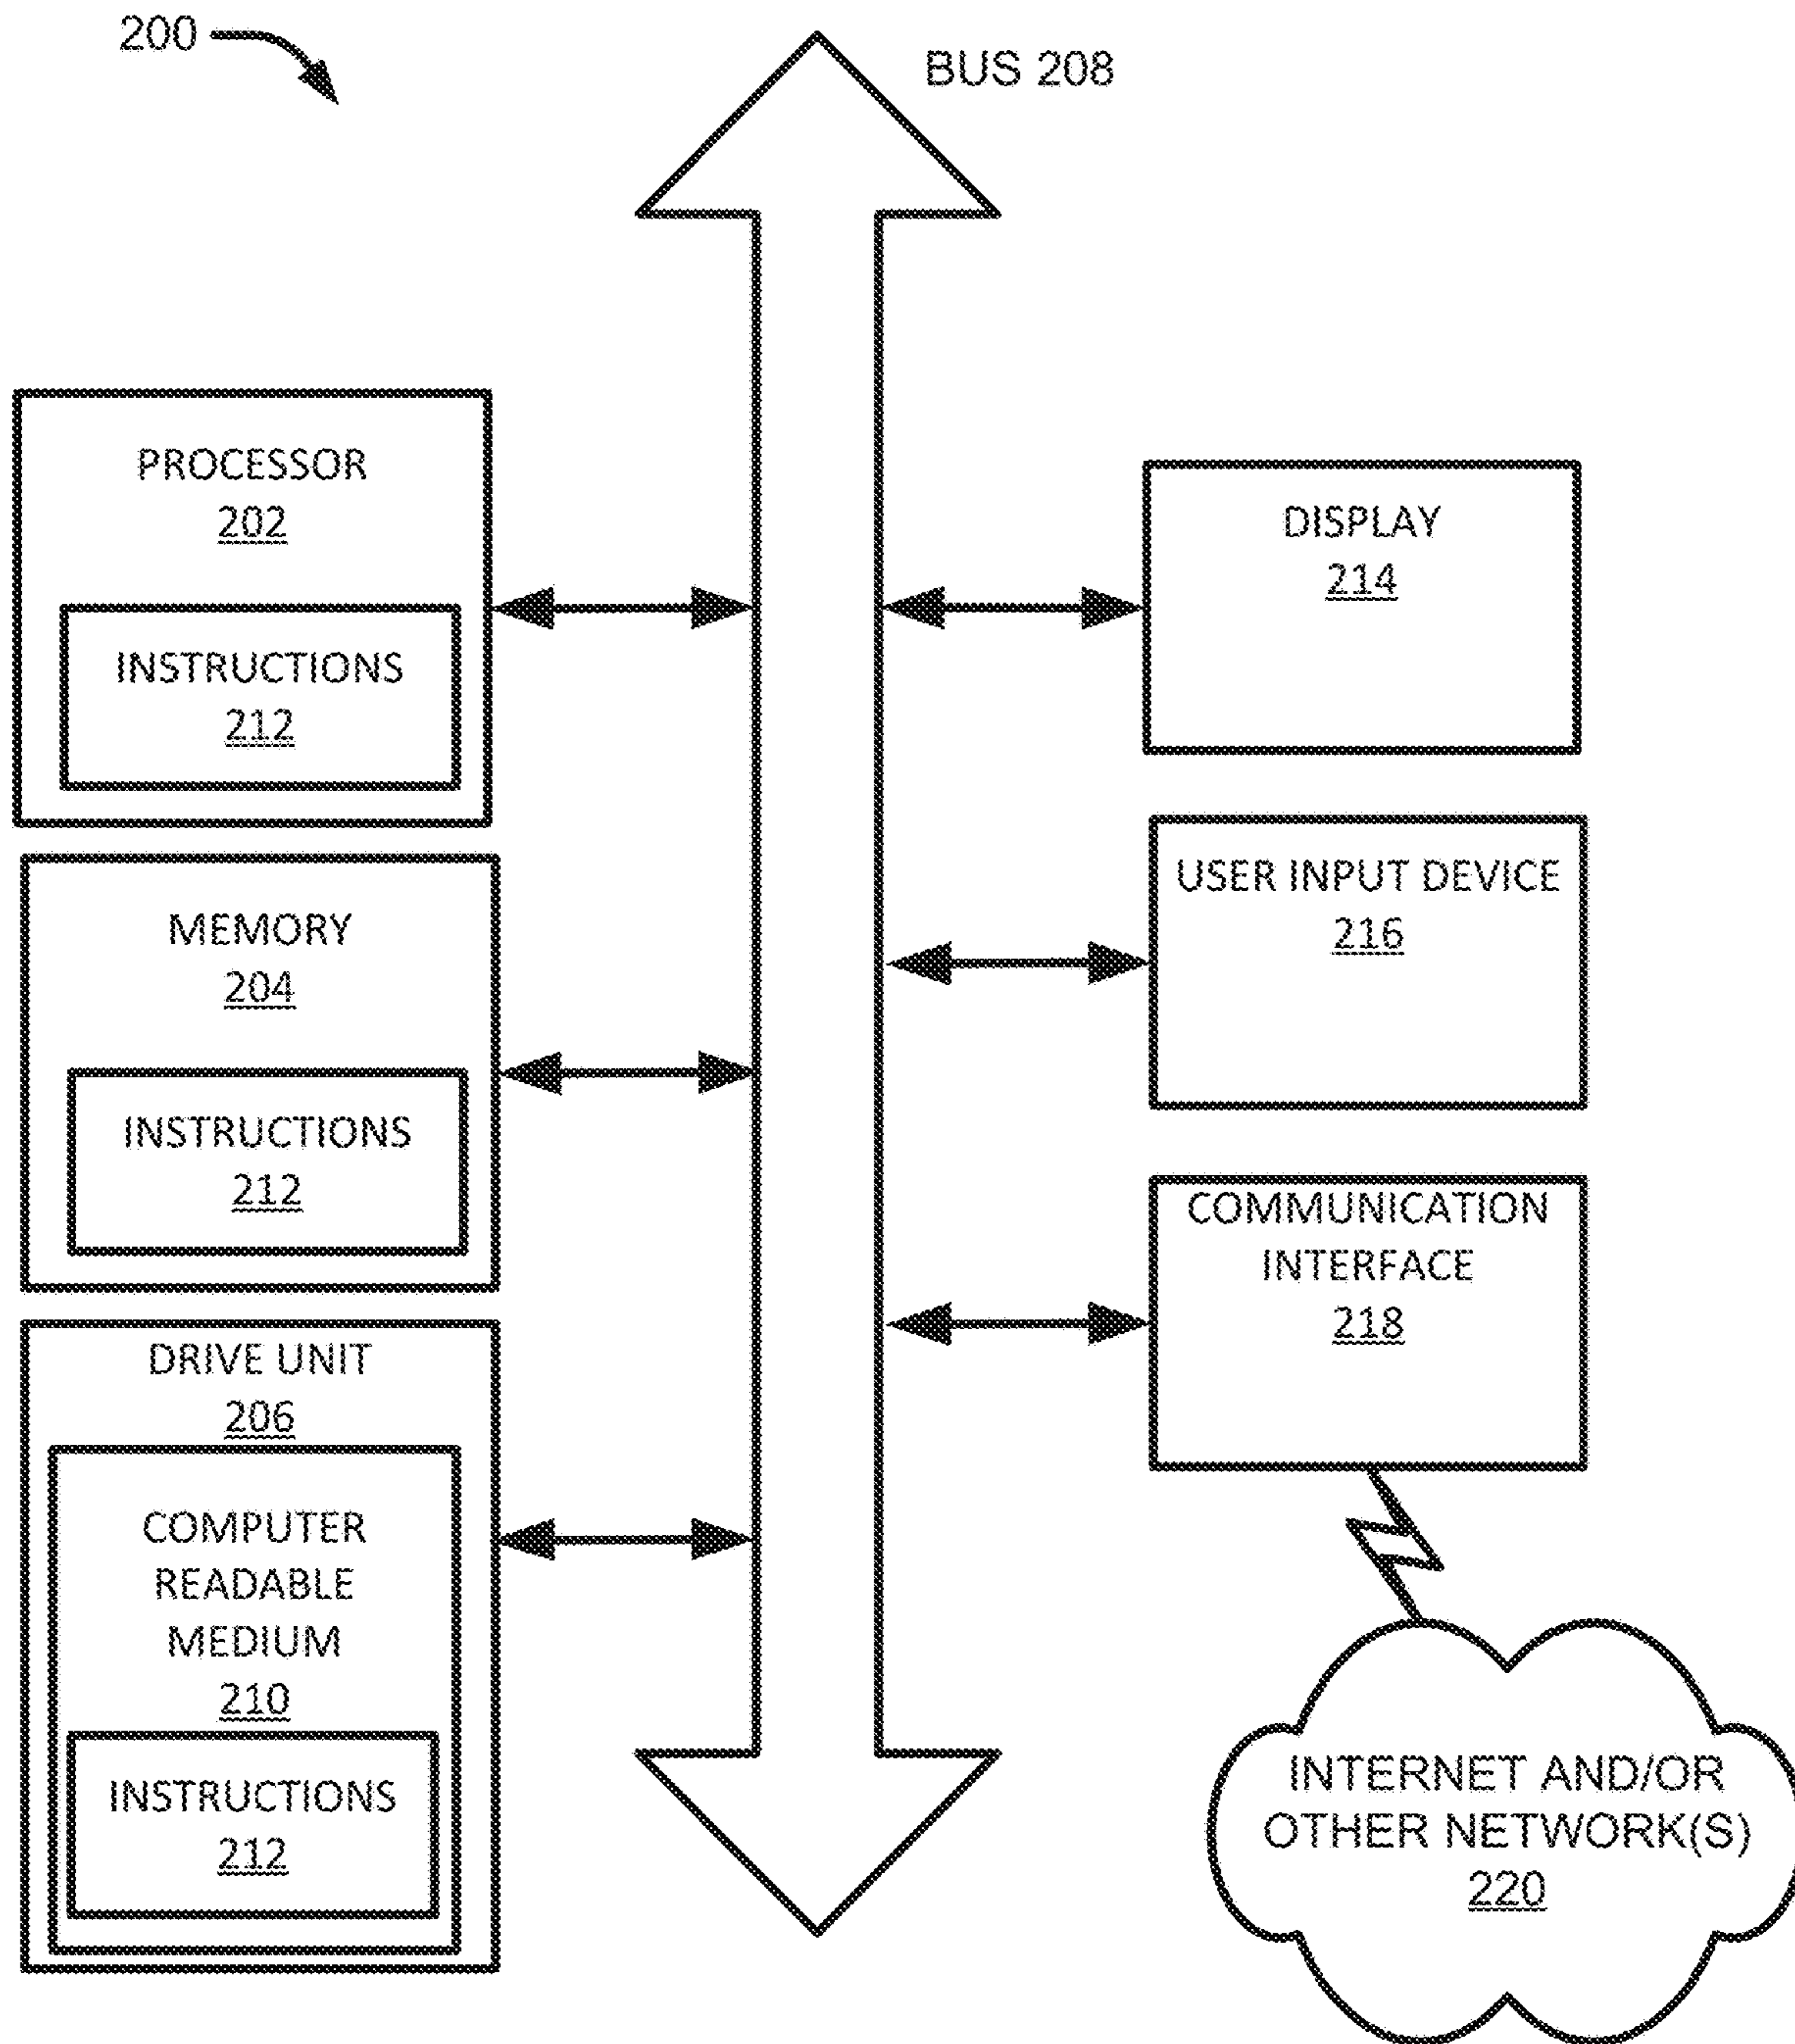 200
BUS 208
PROCESSOR
202
INSTRUCTIONS
212
MEMORY
204
INSTRUCTIONS
212
DRIVE UNIT
206
COMPUTER
READABLE
MEDIUM
210
INSTRUCTIONS
212
DISPLAY
214
USER INPUT DEVICE
216
COMMUNICATION
INTERFACE
218
INTERNET AND/OR
OTHER NETWORK(S)
220